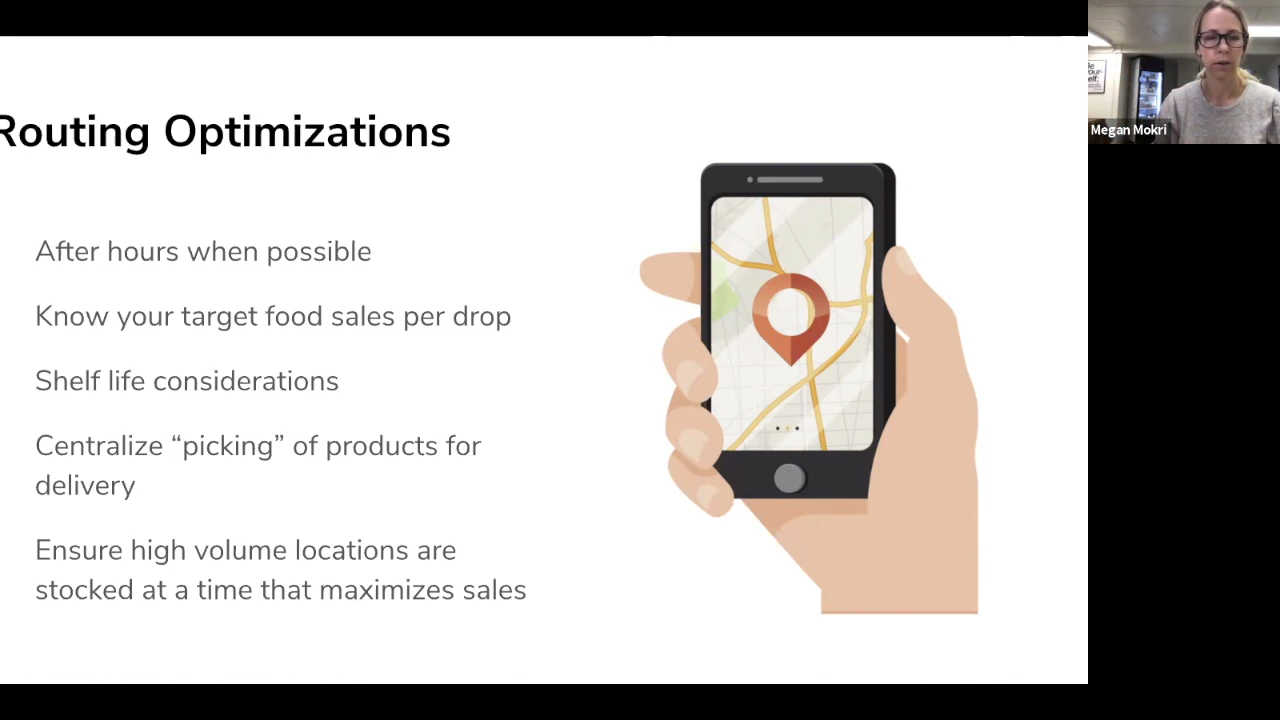 Routing Optimizations
After hours when possible
Know your target food sales per drop
Shelf life considerations
Centralize “picking” of products for
delivery
Ensure high volume locations are
stocked at a time that maximizes sales
Megan Mokri